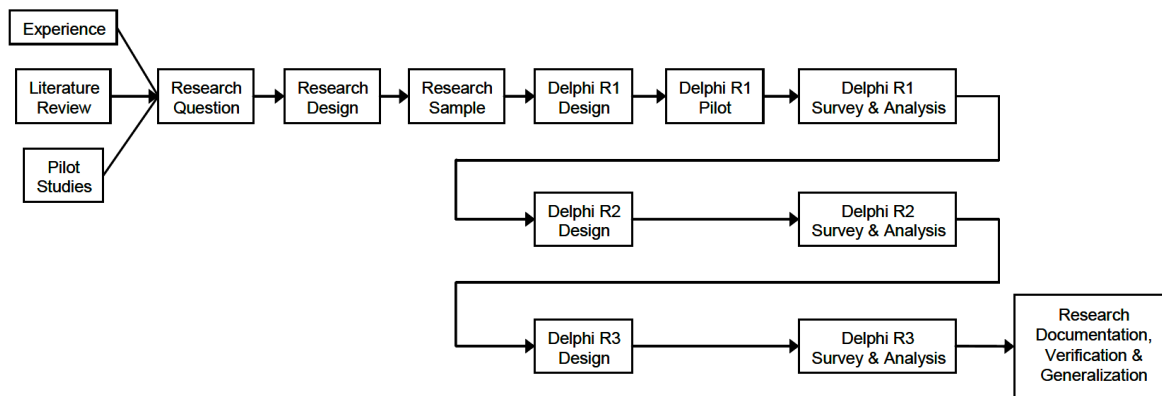 Experience
Literature
Review
Pilot
Studies
Research
Question
Research
Design
Research
Sample
Delphi R1
Design
Delphi R1
Pilot
Delphi R1
Survey & Analysis
Delphi R2
Design
Delphi R2
Survey & Analysis
Delphi R3
Design
Delphi R3
Survey & Analysis
Research
Documentation,
Verification &
Generalization